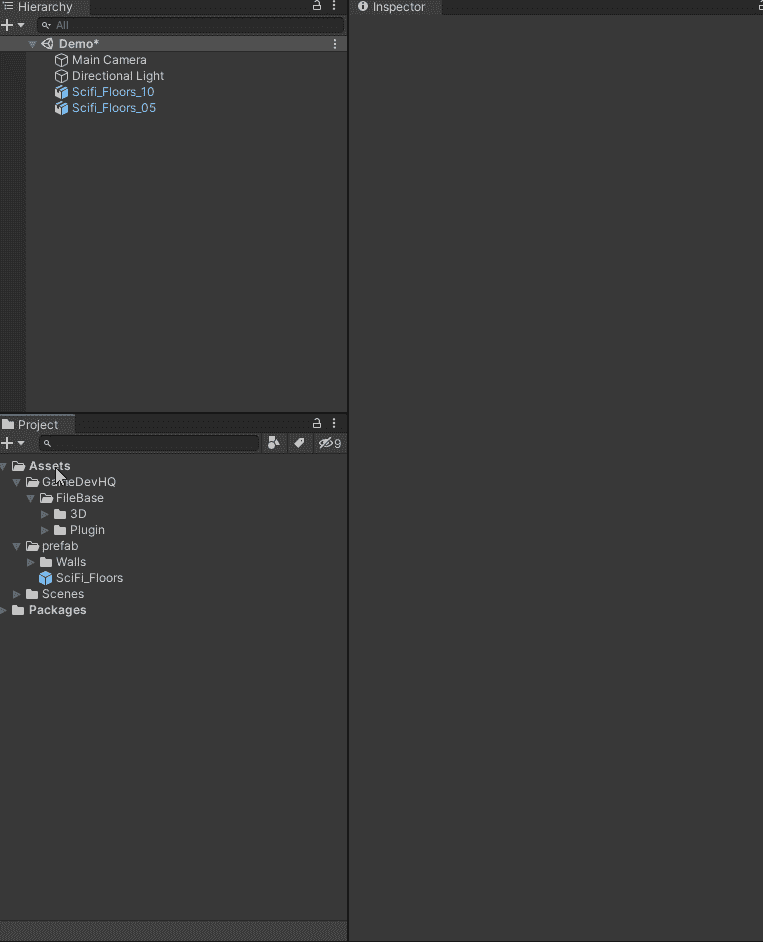 Hierarchy
All
Demo*
Main Camera
Directional Light
Scifi_Floors_10
Scifi_Floors_05
Inspector
Project
9
Assets
GameDevHQ
FileBase
3D
Plugin
prefab
Walls
SciFi_Floors
Scenes
Packages